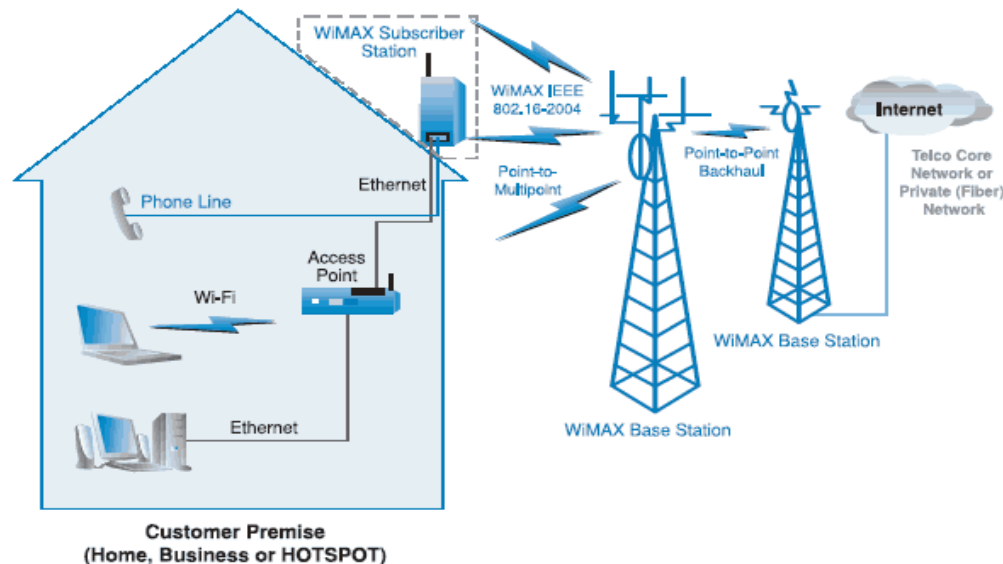 WiMAX Subscriber
Station
WiMAX IEEE
802.16-2004
Internet
Point-to-
Multipoint
Point-to-Point
Backhaul
Telco Core
Network or
Private (Fiber)
Network
Ethernet
Phone Line
Access
Point
Wi-Fi
WiMAX Base Station
Ethernet
WiMAX Base Station
Customer Premise
(Home, Business or HOTSPOT)